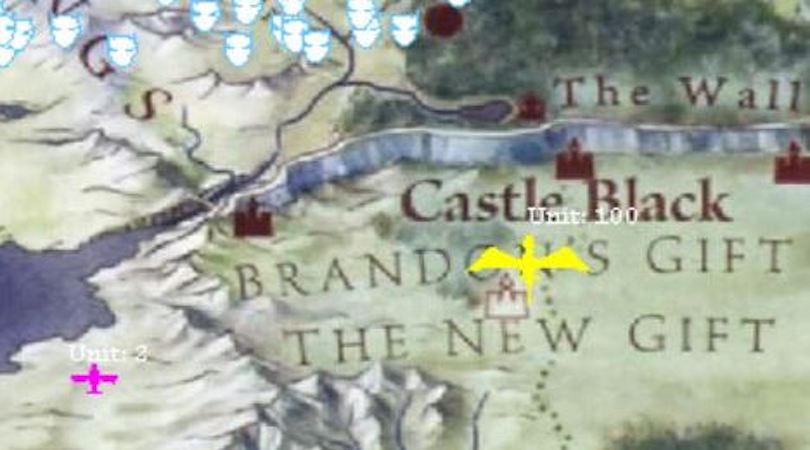 G
S
The Wall
Castle Black
Unit: 100
BRANDON'S GIFT
THE NEW GIFT
Unit: 2